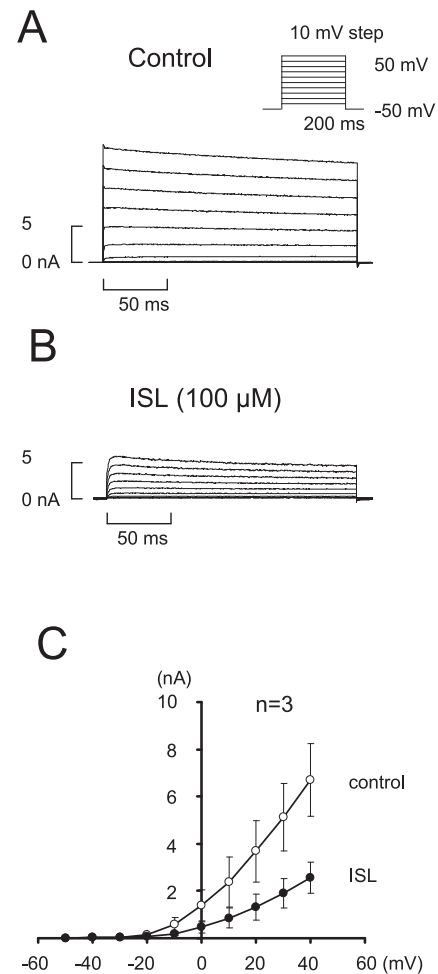 A
Control
10 mV step
50 mV
-50 mV
200 ms
5
0 nA
50 ms
B
ISL (100 µM)
5
0 nA
50 ms
C
(nA)
10
n=3
8
control
6
4
ISL
2
-60 -40 -20 0 20 40 60 (mV)